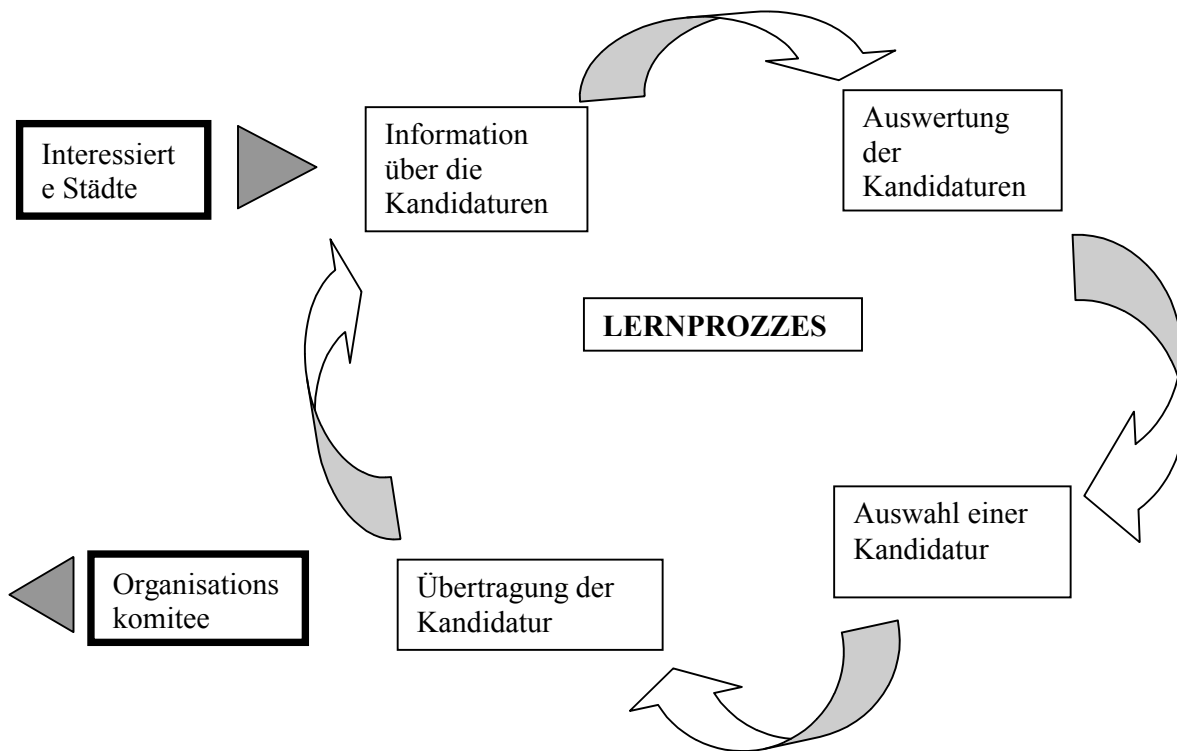 Interessiert
e Städte
Information
über die
Kandidaturen
Auswertung
der
Kandidaturen
LERNPROZZES
Auswahl einer
Kandidatur
Übertragung der
Kandidatur
Organisations
komitee